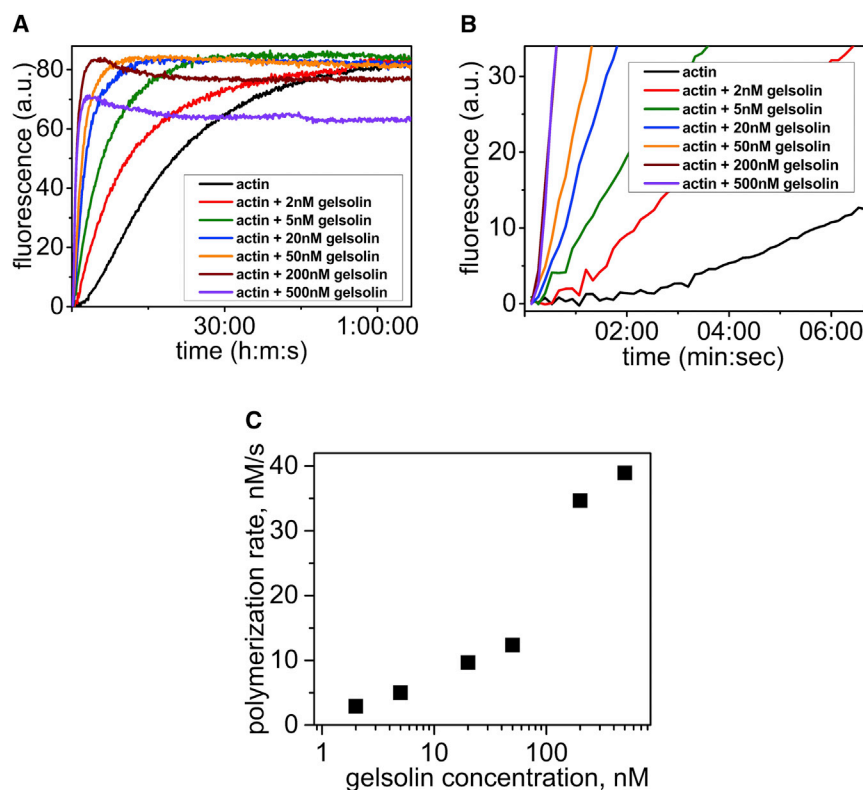 A
fluorescence (a.u.)
80
60
40
20
0
actin
actin + 2nM gelsolin
actin + 5nM gelsolin
actin + 20nM gelsolin
actin + 50nM gelsolin
actin + 200nM gelsolin
actin + 500nM gelsolin
30:00
1:00:00
time (h:m:s)
B
fluorescence (a.u.)
30
20
10
0
actin
actin + 2nM gelsolin
actin + 5nM gelsolin
actin + 20nM gelsolin
actin + 50nM gelsolin
actin + 200nM gelsolin
actin + 500nM gelsolin
02:00
04:00
06:00
time (min:sec)
C
polymerization rate, nM/s
40
30
20
10
0
1
10
100
gelsolin concentration, nM